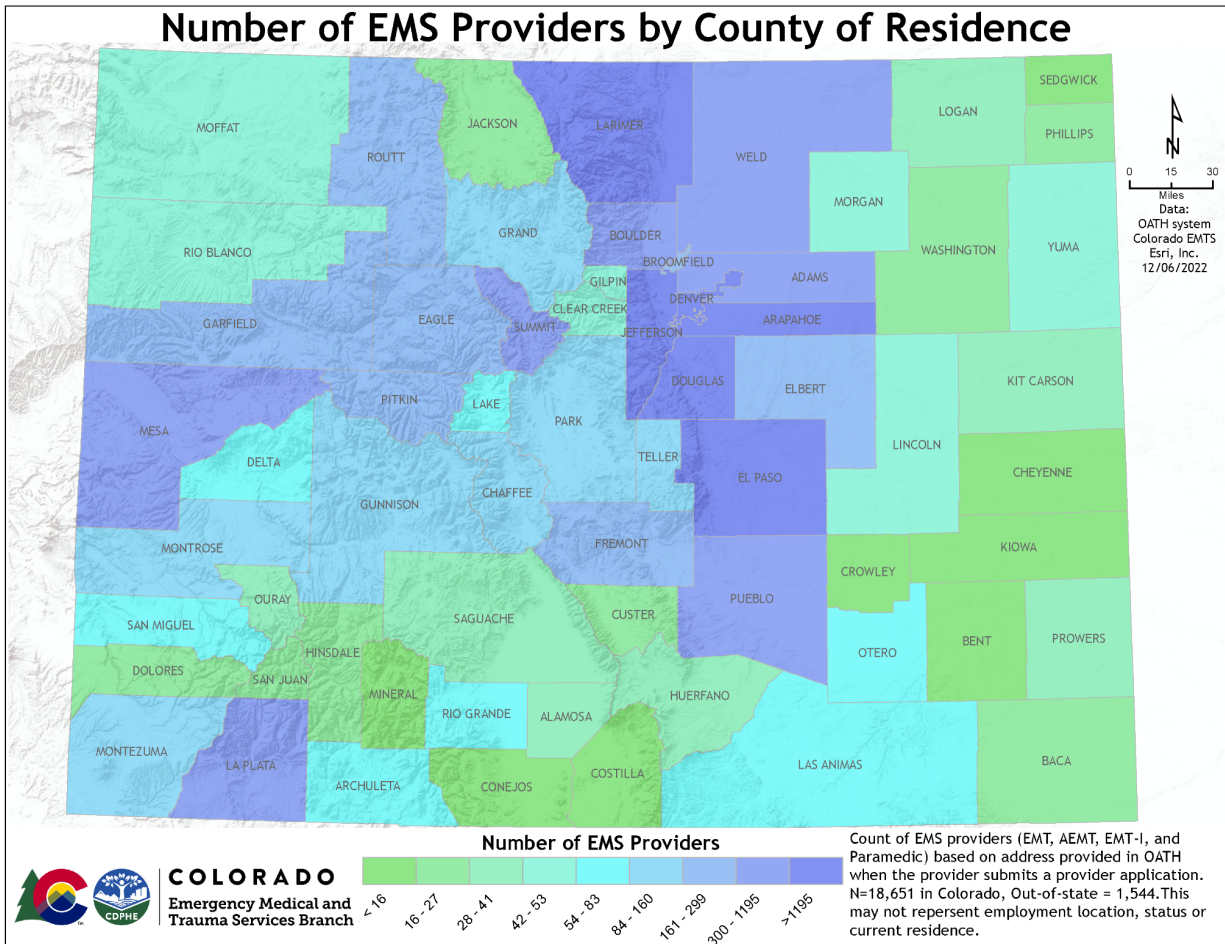 Number of EMS Providers by County of Residence
SEDGWICK
LOGAN
JACKSON
MOFFAT
LARIMER
PHILLIPS
N
ROUTT
WELD
0 15 30
Miles
Data:
OATH system
Colorado EMTS
Esri, Inc.
12/06/2022
MORGAN
GRAND
BOULDER
WASHINGTON
YUMA
RIO BLANCO
BROOMFIELD
ADAMS
GILPIN
DENVER
CLEAR CREEK
GARFIELD
EAGLE
SUMMIT
JEFFERSON
ARAPAHOE
DOUGLAS
ELBERT
KIT CARSON
PITKIN
LAKE
PARK
MESA
LINCOLN
TELLER
DELTA
EL PASO
CHEYENNE
GUNNISON
CHAFFEE
MONTROSE
FREMONT
KIOWA
CROWLEY
OURAY
PUEBLO
SAN MIGUEL
SAGUACHE
CUSTER
BENT
PROWERS
HINSDALE
OTERO
DOLORES
SAN JUAN
MINERAL
HUERFANO
RIO GRANDE
ALAMOSA
MONTEZUMA
LA PLATA
LAS ANIMAS
BACA
COSTILLA
ARCHULETA
CONEJOS
Number of EMS Providers
< 16
16 - 27
28 - 41
42 - 53
54 - 83
84 - 160
161 - 299
300 - 1195
>1195
C
TM
CDPHE
COLORADO
Emergency Medical and
Trauma Services Branch
Count of EMS providers (EMT, AEMT, EMT-I, and
Paramedic) based on address provided in OATH
when the provider submits a provider application.
N=18,651 in Colorado, Out-of-state = 1,544.This
may not repersent employment location, status or
current residence.